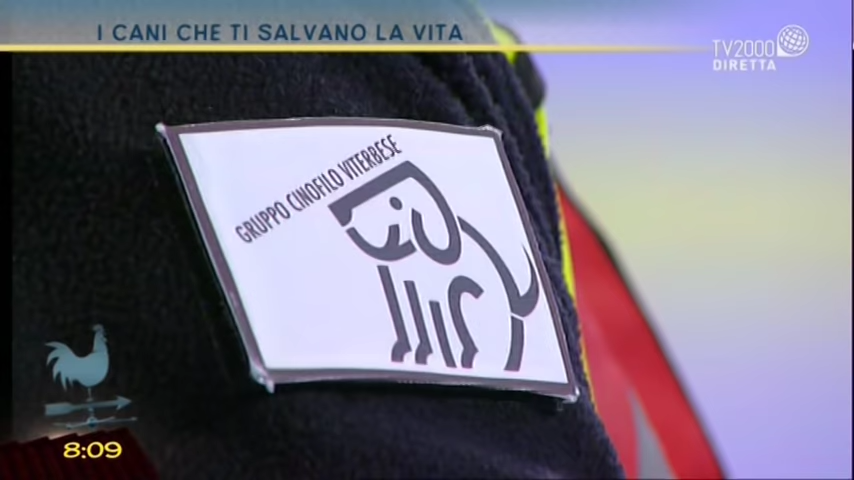 I CANI CHE TI SALVANO LA VITA
TV2000
DIRETTA
GRUPPO CINOFILO VITERBESE
8:09